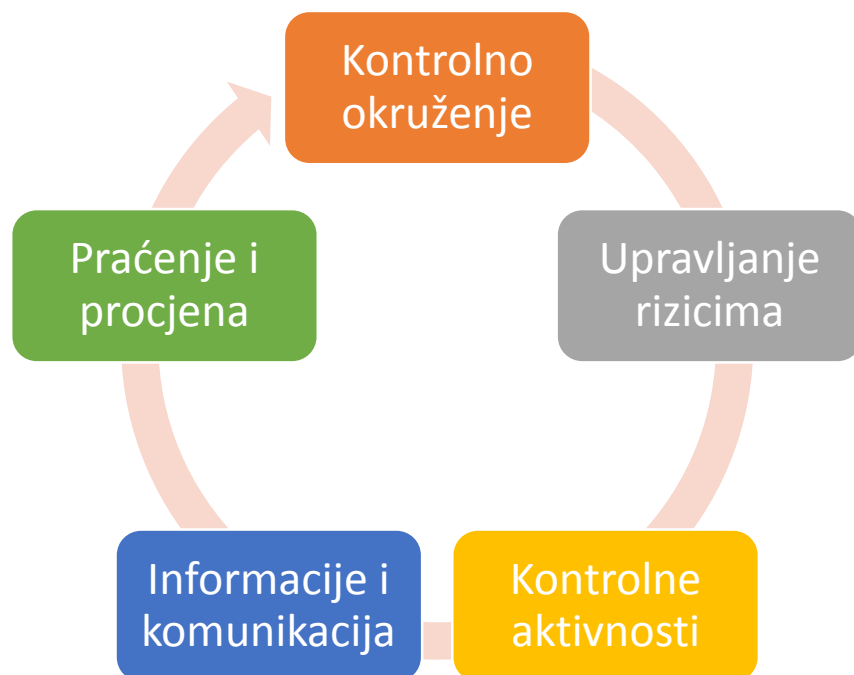 Kontrolno
okruženje
Upravljanje
rizicima
Kontrolne
aktivnosti
Informacije i
komunikacija
Praćenje i
procjena